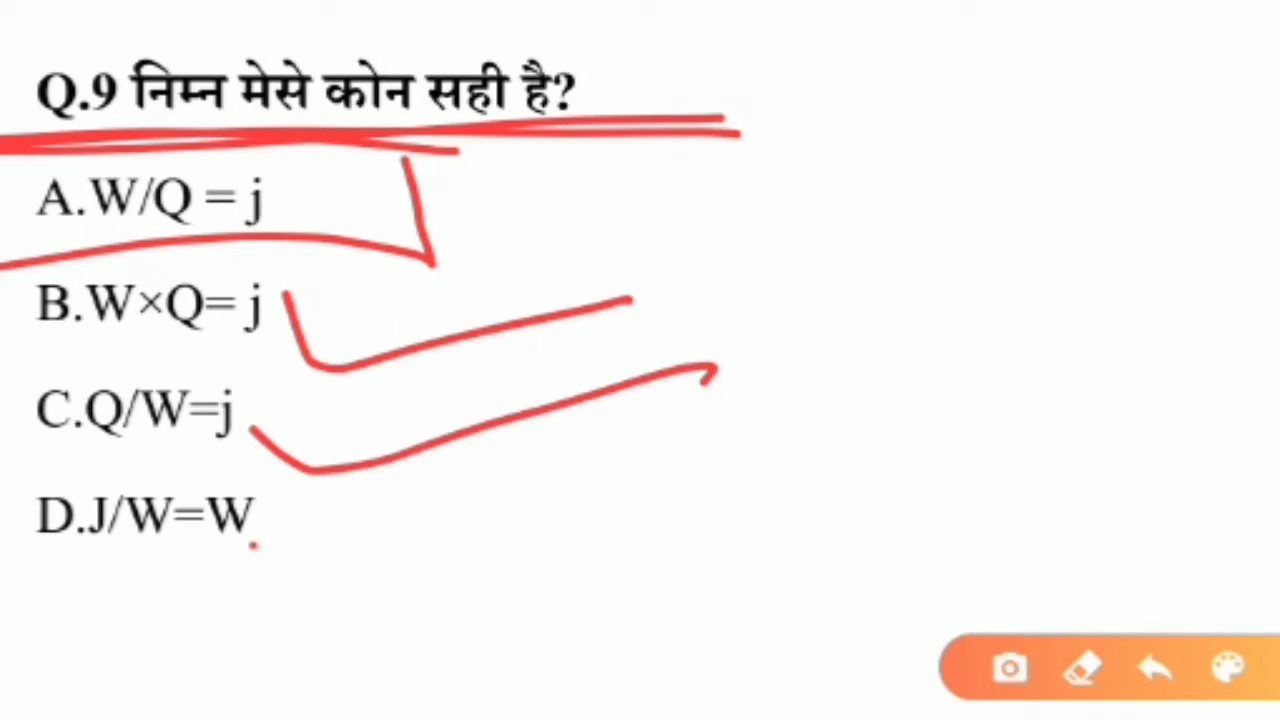 Q.9 निम्न मेसे कोन सही है?
A.W/Q = j
B.W×Q= j
C.Q/W=j
D.J/W=W